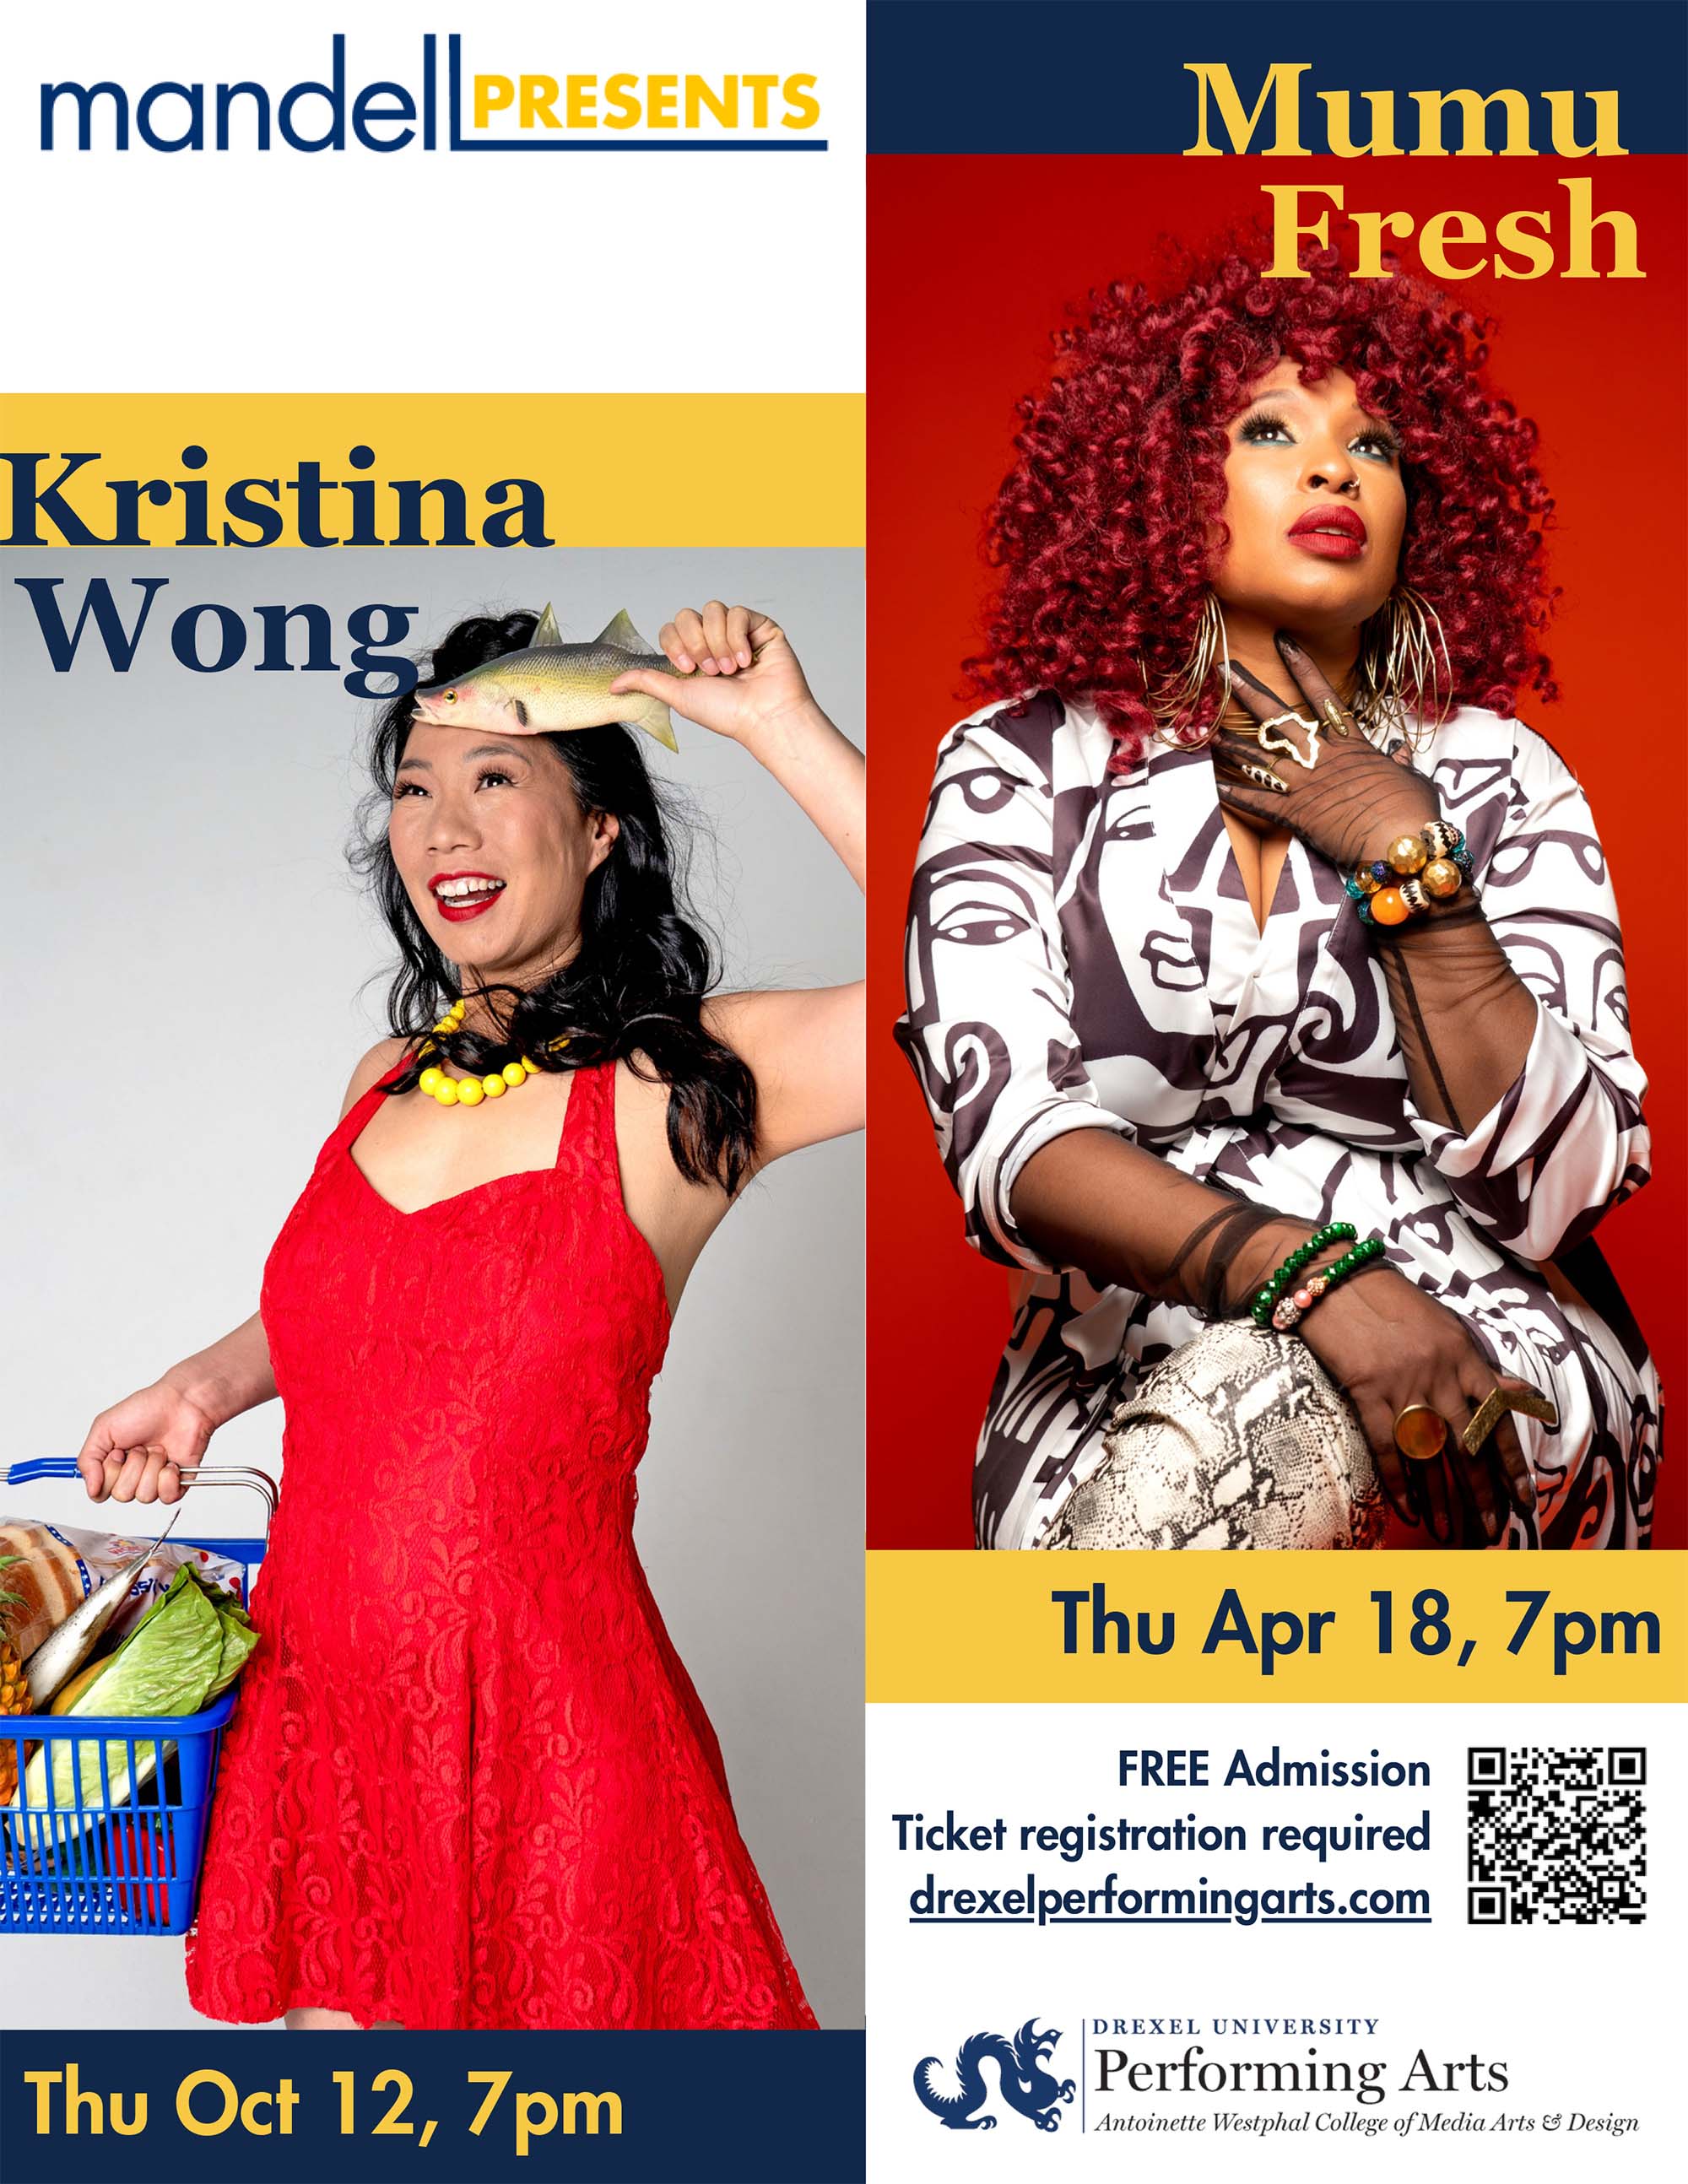 mandell PRESENTS
Kristina
Wong
Thu Oct 12, 7pm
Mumu
Fresh
Thu Apr 18, 7pm
FREE Admission
Ticket registration required
drexelperformingarts.com
DREXEL UNIVERSITY
Performing Arts
Antoinette Westphal College of Media Arts & Design